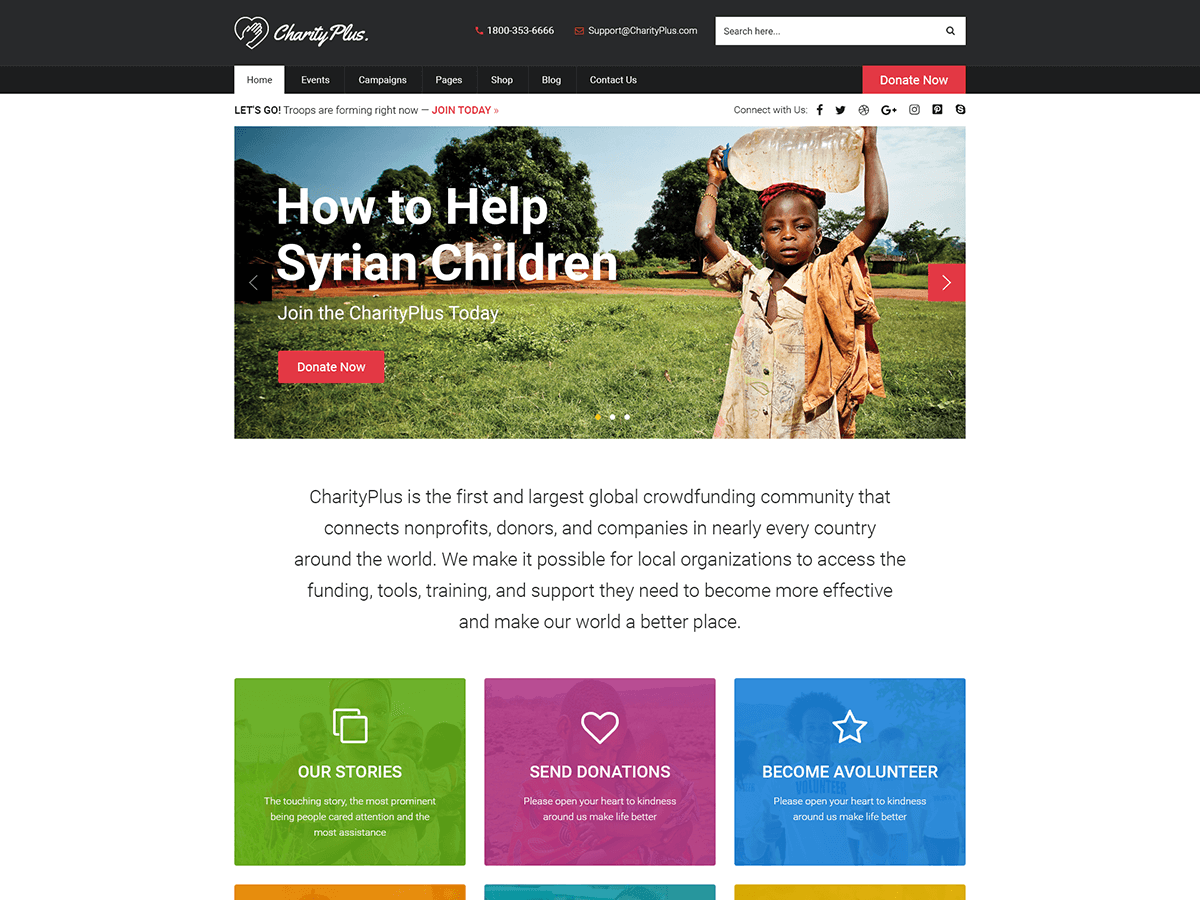 CharityPlus.
1800-353-6666
Support@CharityPlus.com
Search here...
Home
Events
Campaigns
Pages
Shop
Blog
Contact Us
Donate Now
LET'S GO! Troops are forming right now — JOIN TODAY »
Connect with Us:
How to Help
Syrian Children
Join the CharityPlus Today
Donate Now
CharityPlus is the first and largest global crowdfunding community that
connects nonprofits, donors, and companies in nearly every country
around the world. We make it possible for local organizations to access the
funding, tools, training, and support they need to become more effective
and make our world a better place.
OUR STORIES
The touching story, the most prominent
being people cared attention and the
most assistance
SEND DONATIONS
Please open your heart to kindness
around us make life better
BECOME AVOLUNTEER
VOLUNTEER
Please open your heart to kindness
around us make life better